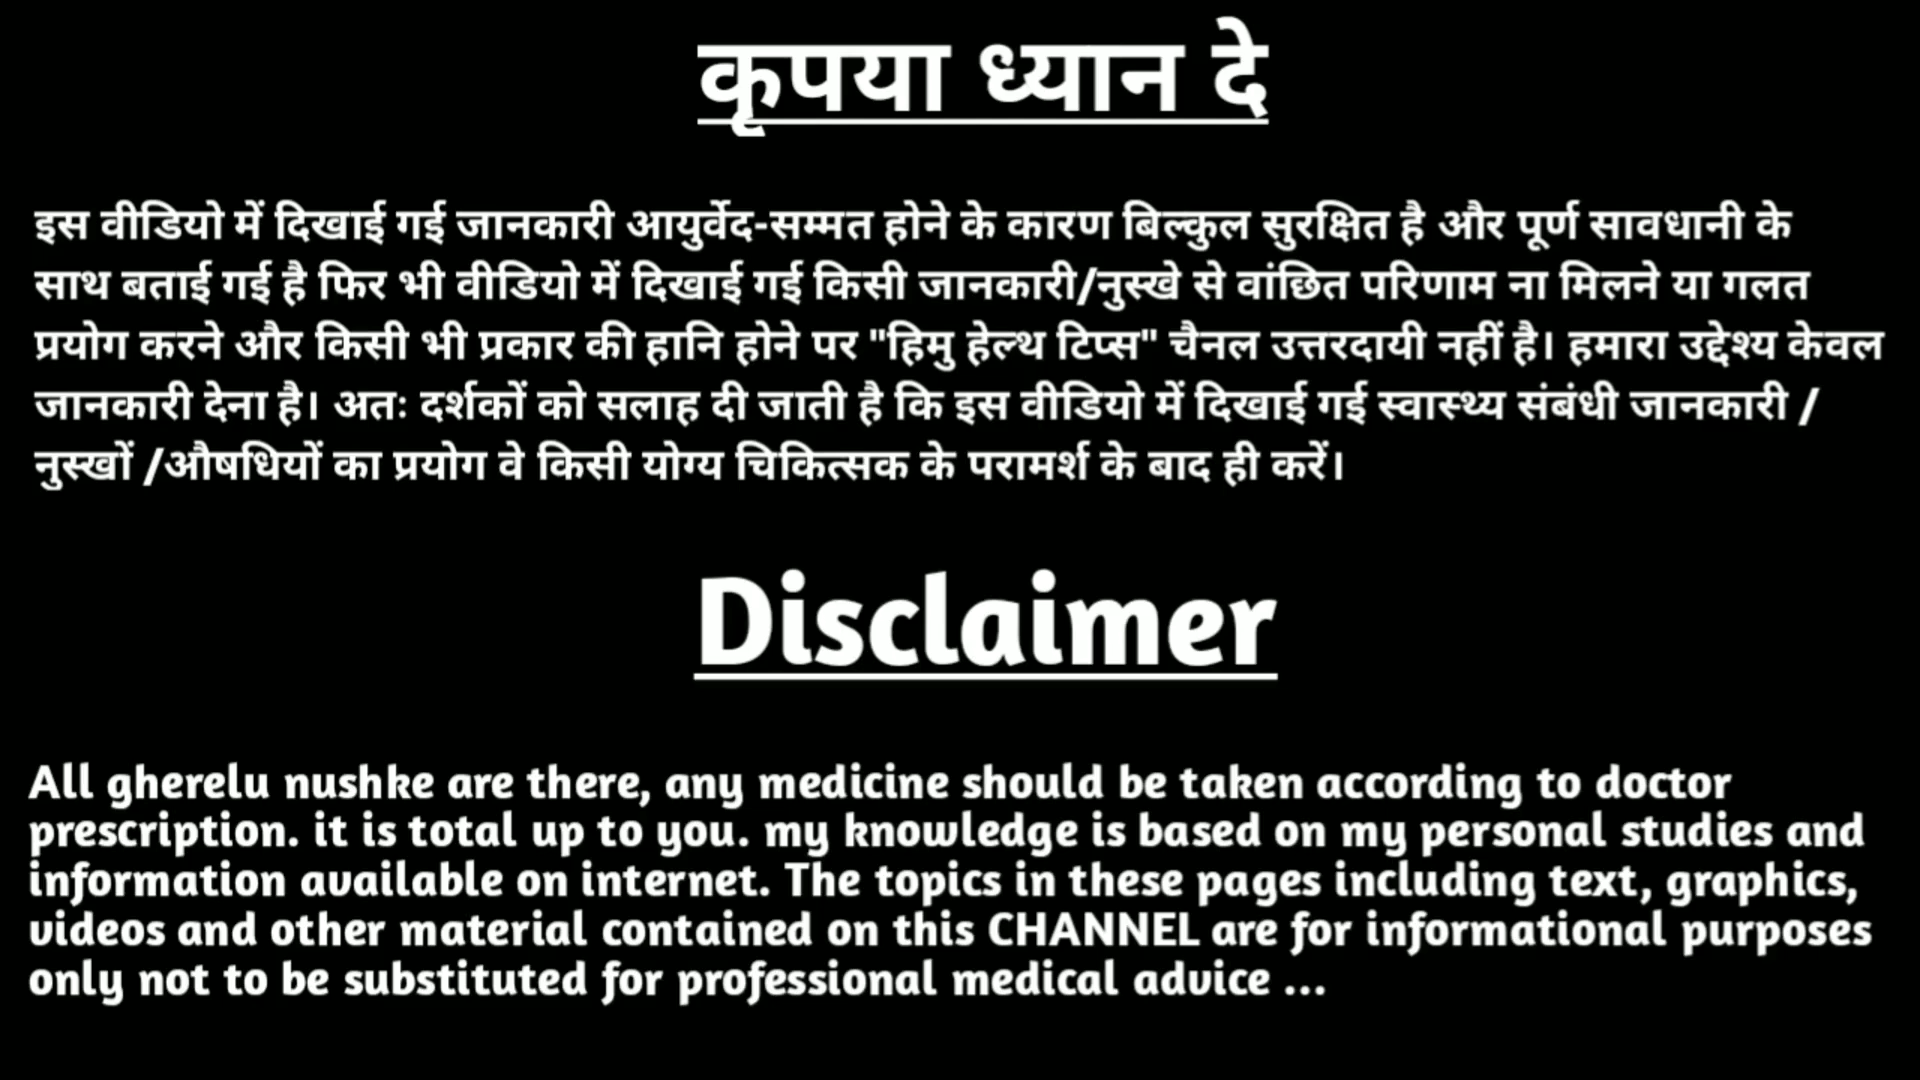 कृपया ध्यान दे
इस वीडियो में दिखाई गई जानकारी आयुर्वेद-सम्मत होने के कारण बिल्कुल सुरक्षित है और पूर्ण सावधानी के
साथ बताई गई है फिर भी वीडियो में दिखाई गई किसी जानकारी/नुस्खे से वांछित परिणाम ना मिलने या गलत
प्रयोग करने और किसी भी प्रकार की हानि होने पर "हिमु हेल्थ टिप्स" चैनल उत्तरदायी नहीं है। हमारा उद्देश्य केवल
जानकारी देना है। अतः दर्शकों को सलाह दी जाती है कि इस वीडियो में दिखाई गई स्वास्थ्य संबंधी जानकारी /
नुस्खों /औषधियों का प्रयोग वे किसी योग्य चिकित्सक के परामर्श के बाद ही करें।
Disclaimer
All gherelu nushke are there, any medicine should be taken according to doctor
prescription. it is total up to you. my knowledge is based on my personal studies and
information available on internet. The topics in these pages including text, graphics,
videos and other material contained on this CHANNEL are for informational purposes
only not to be substituted for professional medical advice ...